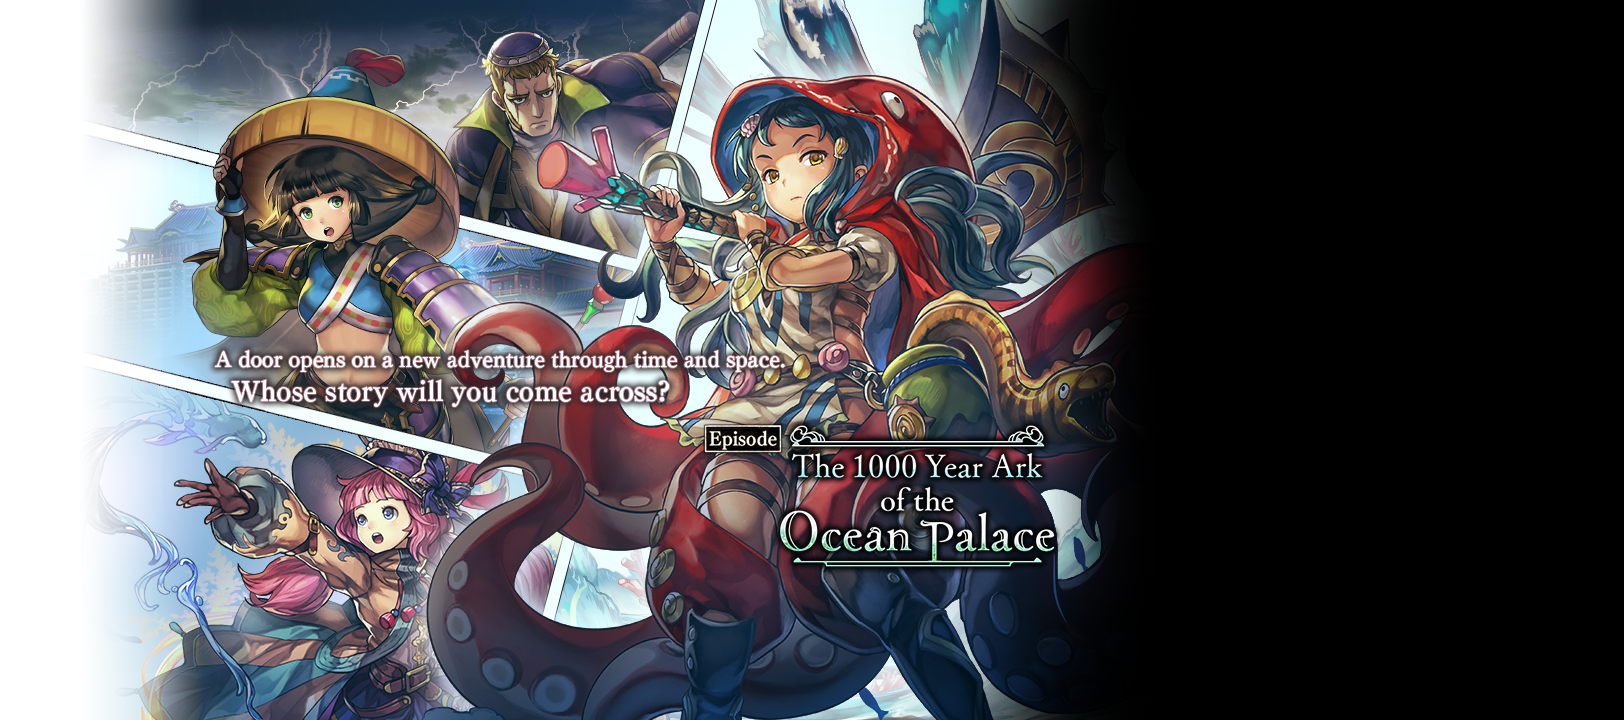 A door opens on a new adventure through time and space.
Whose story will you come across?
Episode
The 1000 Year Ark
of the
Ocean Palace